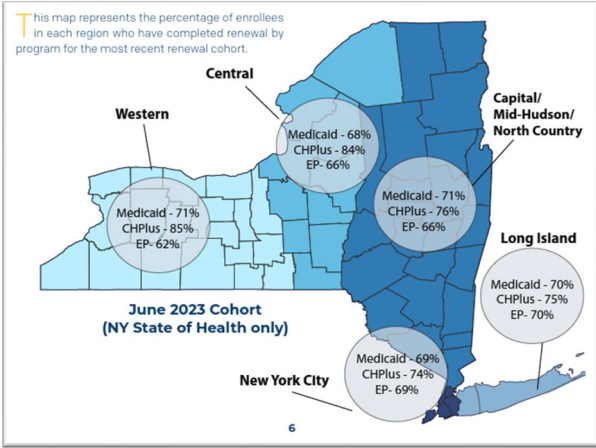 This map represents the percentage of enrollees
in each region who have completed renewal by
program for the most recent renewal cohort.
Central
Medicaid - 68%
CHPlus - 84%
EP- 66%
Western
Medicaid - 71%
CHPlus - 85%
EP- 62%
Capital/
Mid-Hudson/
North Country
Medicaid - 71%
CHPlus - 76%
EP- 66%
Long Island
Medicaid - 70%
CHPlus - 75%
EP- 70%
June 2023 Cohort
(NY State of Health only)
New York City
Medicaid - 69%
CHPlus - 74%
EP- 69%
6